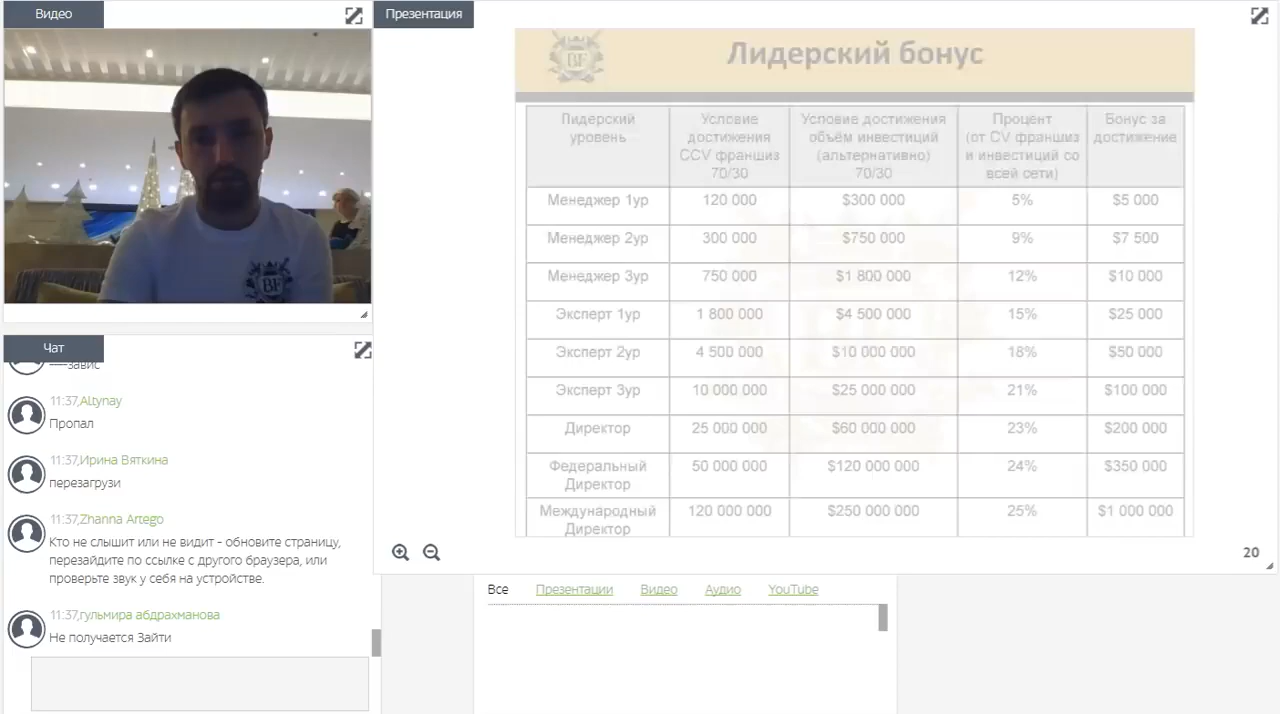 Видео
Презентация
BF
Лидерский бонус
Лидерский уровень
Условие достижения CCV франшиз 70/30
Условие достижения объём инвестиций (альтернативно) 70/30
Процент (от CV франшиз и инвестиций со всей сети)
Бонус за достижение
Менеджер 1ур 120 000 $300 000 5% $5 000
Менеджер 2ур 300 000 $750 000 9% $7 500
Менеджер 3ур 750 000 $1 800 000 12% $10 000
Эксперт 1ур 1 800 000 $4 500 000 15% $25 000
Эксперт 2ур 4 500 000 $10 000 000 18% $50 000
Эксперт 3ур 10 000 000 $25 000 000 21% $100 000
Директор 25 000 000 $60 000 000 23% $200 000
Федеральный Директор 50 000 000 $120 000 000 24% $350 000
Международный Директор 120 000 000 $250 000 000 25% $1 000 000
20
BF
Чат
-----завис
11:37,Altynay
Пропал
11:37,Ирина Вяткина
перезагрузи
11:37,Zhanna Artego
Кто не слышит или не видит - обновите страницу,
перезайдите по ссылке с другого браузера, или
проверьте звук у себя на устройстве.
11:37,гульмира абдрахманова
Не получается Зайти
Все Презентации Видео Аудио YouTube